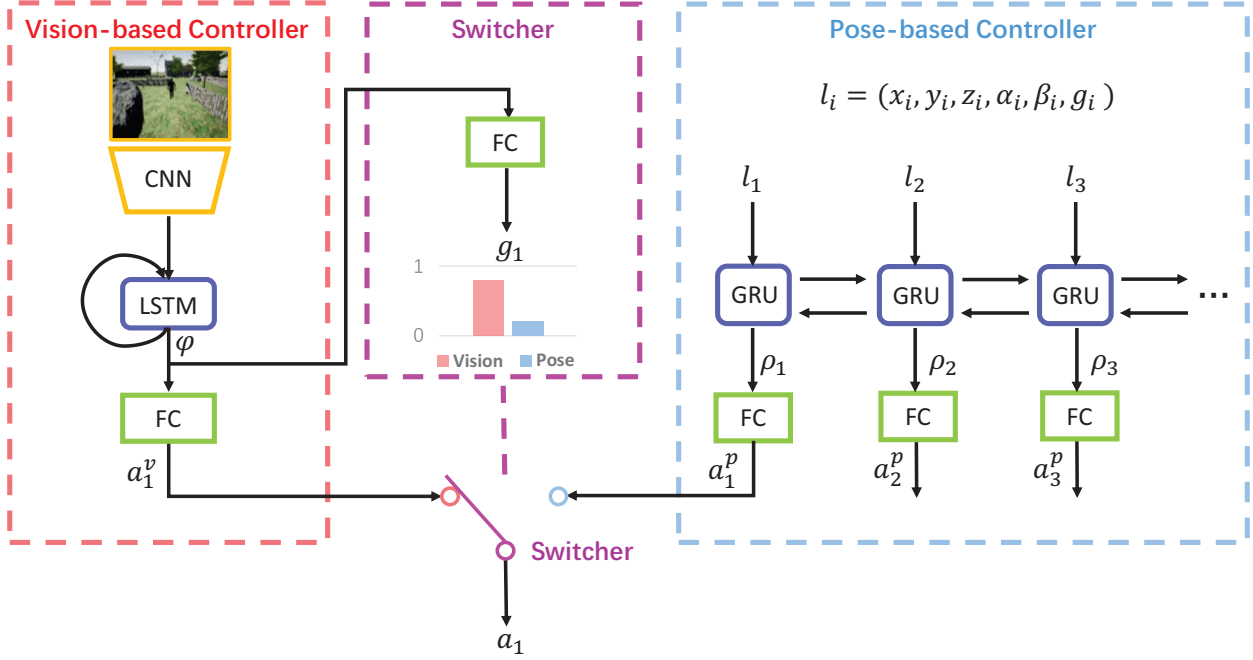 Vision-based Controller
CNN
LSTM
φ
FC
a_1^v
Switcher
FC
g_1
1
0
Vision
Pose
Switcher
a_1
Pose-based Controller
l_i = (x_i, y_i, z_i, α_i, β_i, g_i )
l_1 l_2 l_3
GRU GRU GRU ...
ρ_1 ρ_2 ρ_3
FC FC FC
a_1^p a_2^p a_3^p